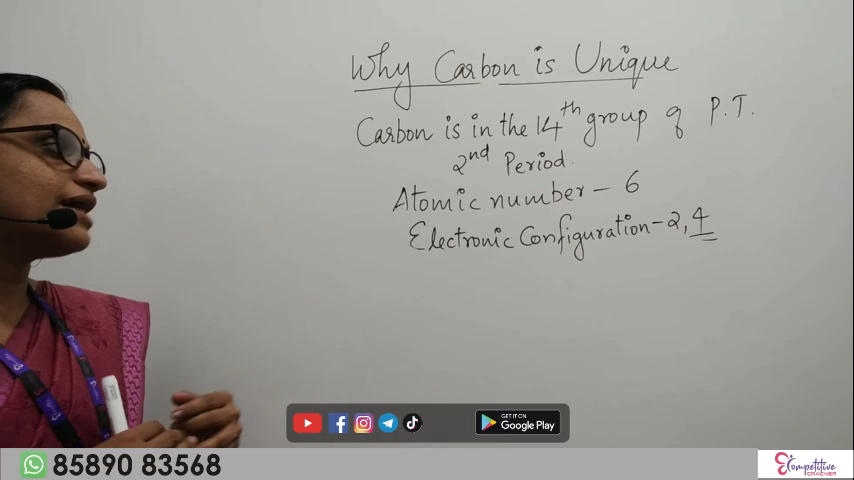 Why Carbon is Unique
Carbon is in the 14th group of P.T.
2nd Period.
Atomic number - 6
Electronic Configuration - 2, 4
GET IT ON
Google Play
85890 83568
Competitive
CRACKER